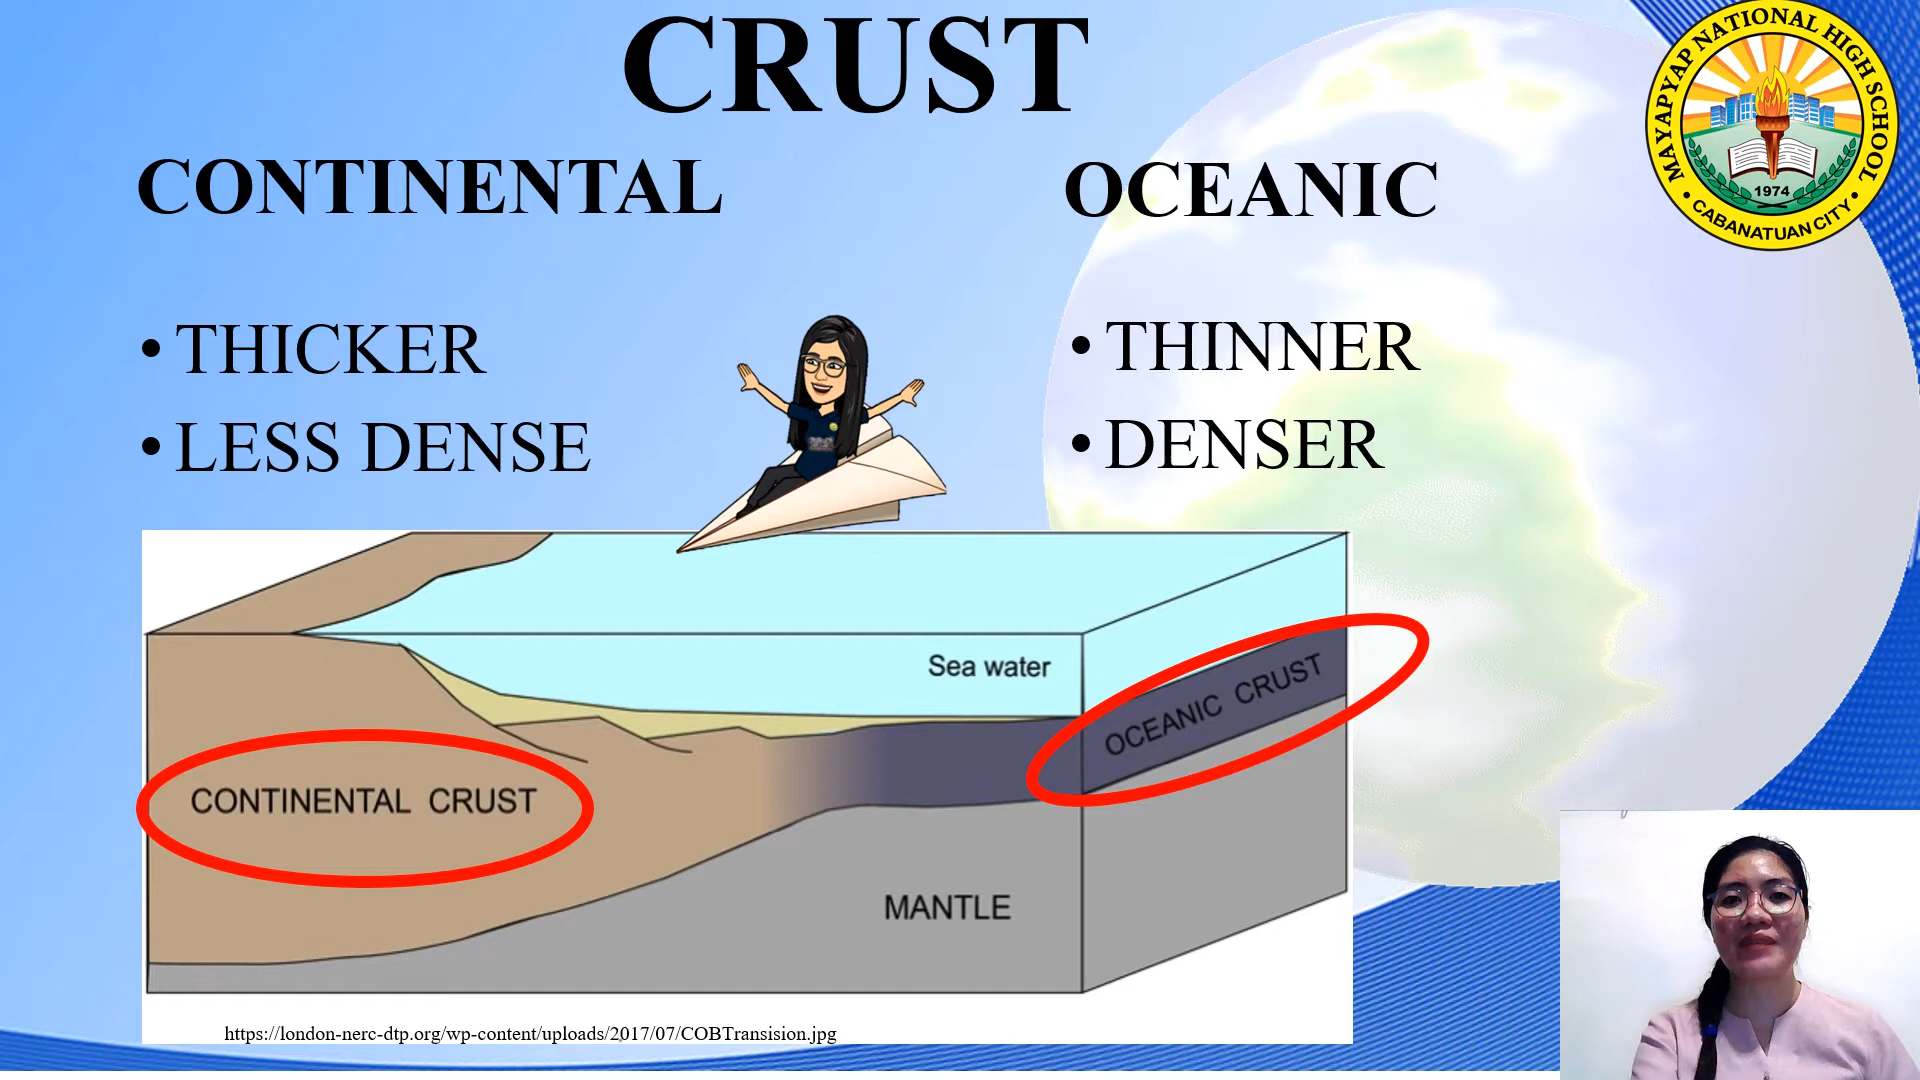 CRUST
CONTINENTAL
OCEANIC
• THICKER
• LESS DENSE
• THINNER
• DENSER
MAYAPYAP NATIONAL HIGH SCHOOL
1974
• CABANATUAN CITY •
Sea water
OCEANIC CRUST
CONTINENTAL CRUST
MANTLE
https://london-nerc-dtp.org/wp-content/uploads/2017/07/COBTransision.jpg